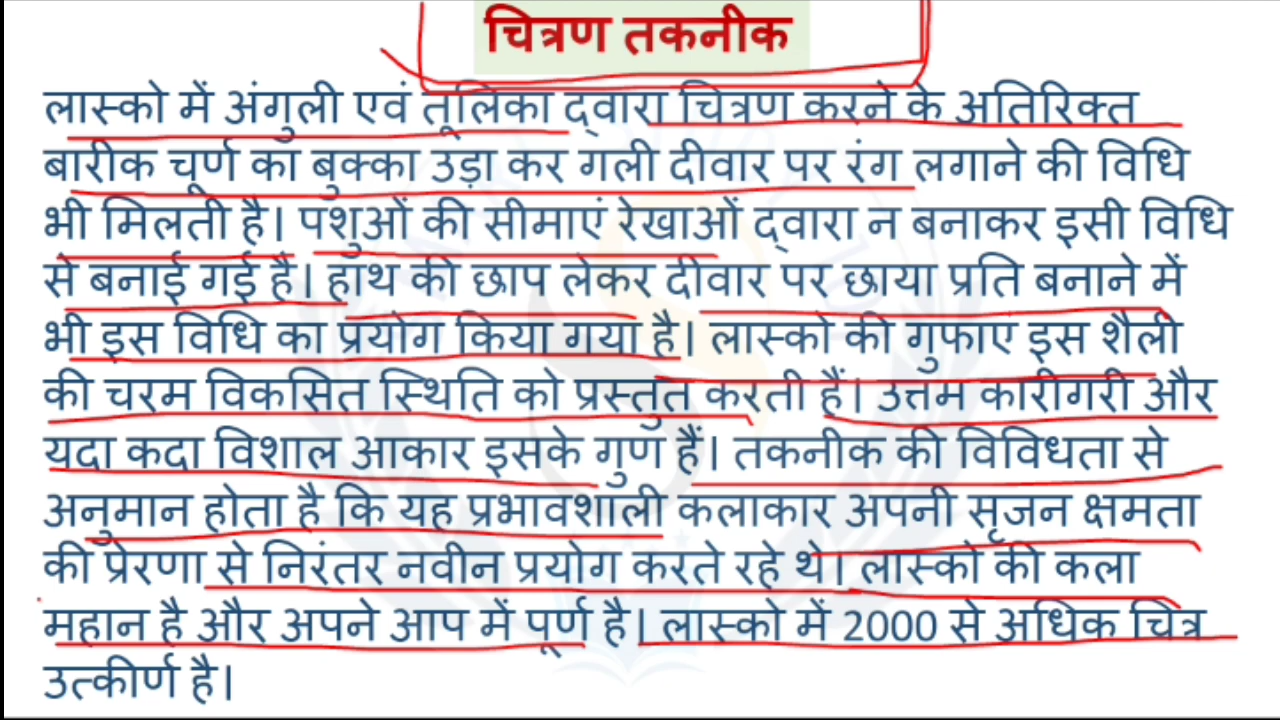 चित्रण तकनीक
लास्को में अंगुली एवं तूलिका द्वारा चित्रण करने के अतिरिक्त
बारीक चूर्ण का बुक्का उड़ा कर गली दीवार पर रंग लगाने की विधि
भी मिलती है। पशुओं की सीमाएं रेखाओं द्वारा न बनाकर इसी विधि
से बनाई गई है। हाथ की छाप लेकर दीवार पर छाया प्रति बनाने में
भी इस विधि का प्रयोग किया गया है। लास्को की गुफाएं इस शैली
की चरम विकसित स्थिति को प्रस्तुत करती हैं। उत्तम कारीगरी और
यदा कदा विशाल आकार इसके गुण हैं। तकनीक की विविधता से
अनुमान होता है कि यह प्रभावशाली कलाकार अपनी सृजन क्षमता
की प्रेरणा से निरंतर नवीन प्रयोग करते रहे थे। लास्को की कला
महान है और अपने आप में पूर्ण है। लास्को में 2000 से अधिक चित्र
उत्कीर्ण है।